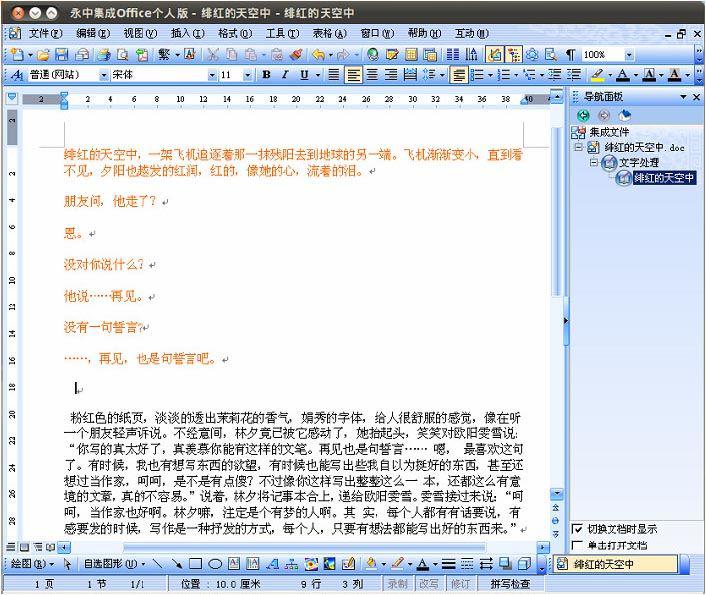 永中集成Office个人版 - 绯红的天空中 - 绯红的天空中
文件(F) 编辑(E) 视图(V) 插入(I) 格式(O) 工具(T) 表格(A) 窗口(W) 帮助(H) 互动(M)
繁 100%
普通(网站) 宋体 11 B I U
2 2 4 6 8 10 12 14 16 18 20 22 24 26 28 30 32 34 36 38 40
导航面板
集成文件
绯红的天空中.doc
文字处理
绯红的天空中
绯红的天空中，一架飞机追逐着那一抹残阳去到地球的另一端。飞机渐渐变小，直到看
不见，夕阳也越发的红润，红的，像她的心，流着的泪。
朋友问，他走了？
恩。
没对你说什么？
他说……再见。
没有一句誓言?
……，再见，也是句誓言吧。
粉红色的纸页，淡淡的透出茉莉花的香气，娟秀的字体，给人很舒服的感觉，像在听
一个朋友轻声诉说。不经意间，林夕竟已被它感动了，她抬起头，笑笑对欧阳雯雪说:
“你写的真太好了，真羡慕你能有这样的文笔。再见也是句誓言…… 嗯， 最喜欢这句
了。有时候，我也有想写东西的欲望，有时候也能写出些我自以为挺好的东西，甚至还
想过当作家，呵呵，是不是有点傻？不过像你这样写出整整这么一 本，还都这么有意
境的文章，真的不容易。”说着，林夕将记事本合上，递给欧阳雯雪。雯雪接过来说：“呵
呵，当作家也好啊。林夕嘛，注定是个有梦的人啊。其 实，每个人都有有话要说，有
感要发的时候，写作是一种抒发的方式，每个人，只要有想法都能写出好的东西来。”
2
2
4
6
8
10
12
14
16
18
20
22
24
26
28
切换文档时显示
单击打开文档
绘图(R) 自选图形(U)
绯红的天空中
1 页 1 节 1/1 位置 : 10.0 厘米 9 行 3 列 录制 改写 修订 拼写检查